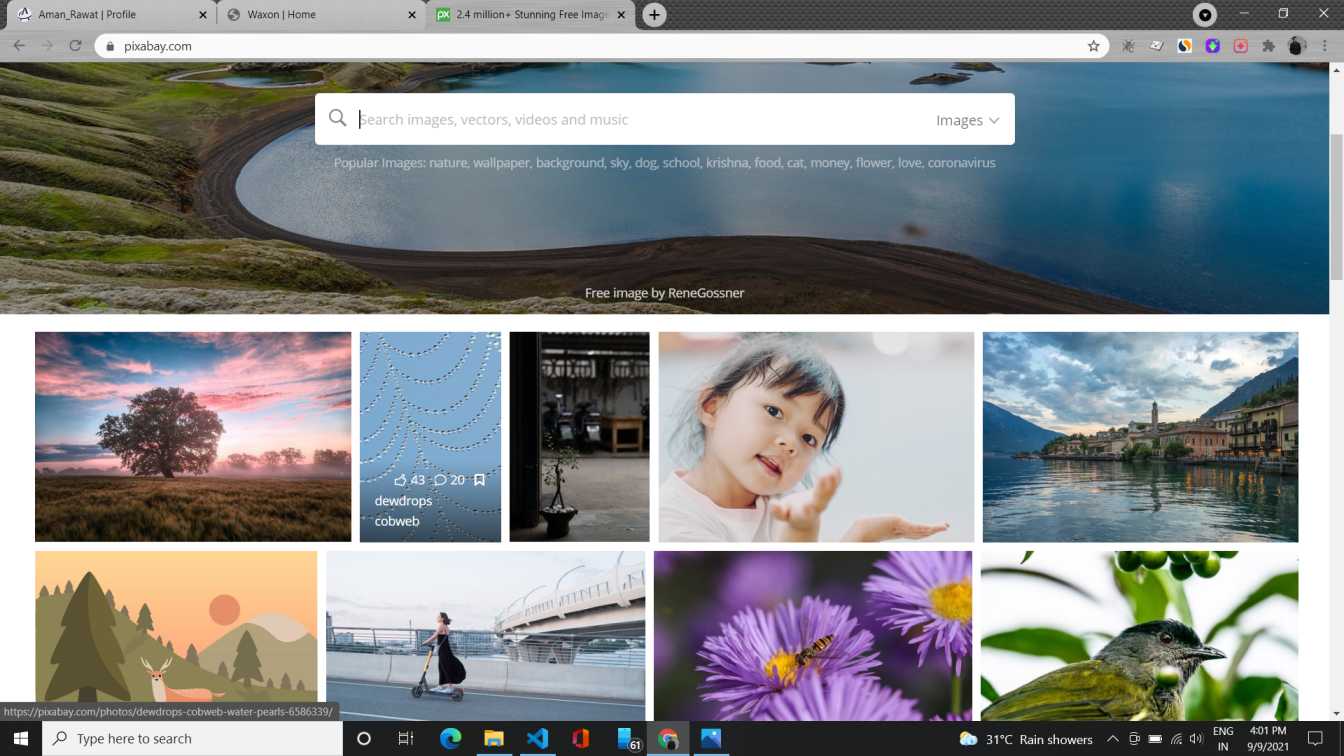 Aman_Rawat | Profile
Waxon | Home
PX
2.4 million+ Stunning Free Image
pixabay.com
Search images, vectors, videos and music
Images
Popular Images: nature, wallpaper, background, sky, dog, school, krishna, food, cat, money, flower, love, coronavirus
Free image by ReneGossner
43
20
dewdrops
cobweb
https://pixabay.com/photos/dewdrops-cobweb-water-pearls-6586339/
Type here to search
61
31°C Rain showers
ENG
IN
4:01 PM
9/9/2021